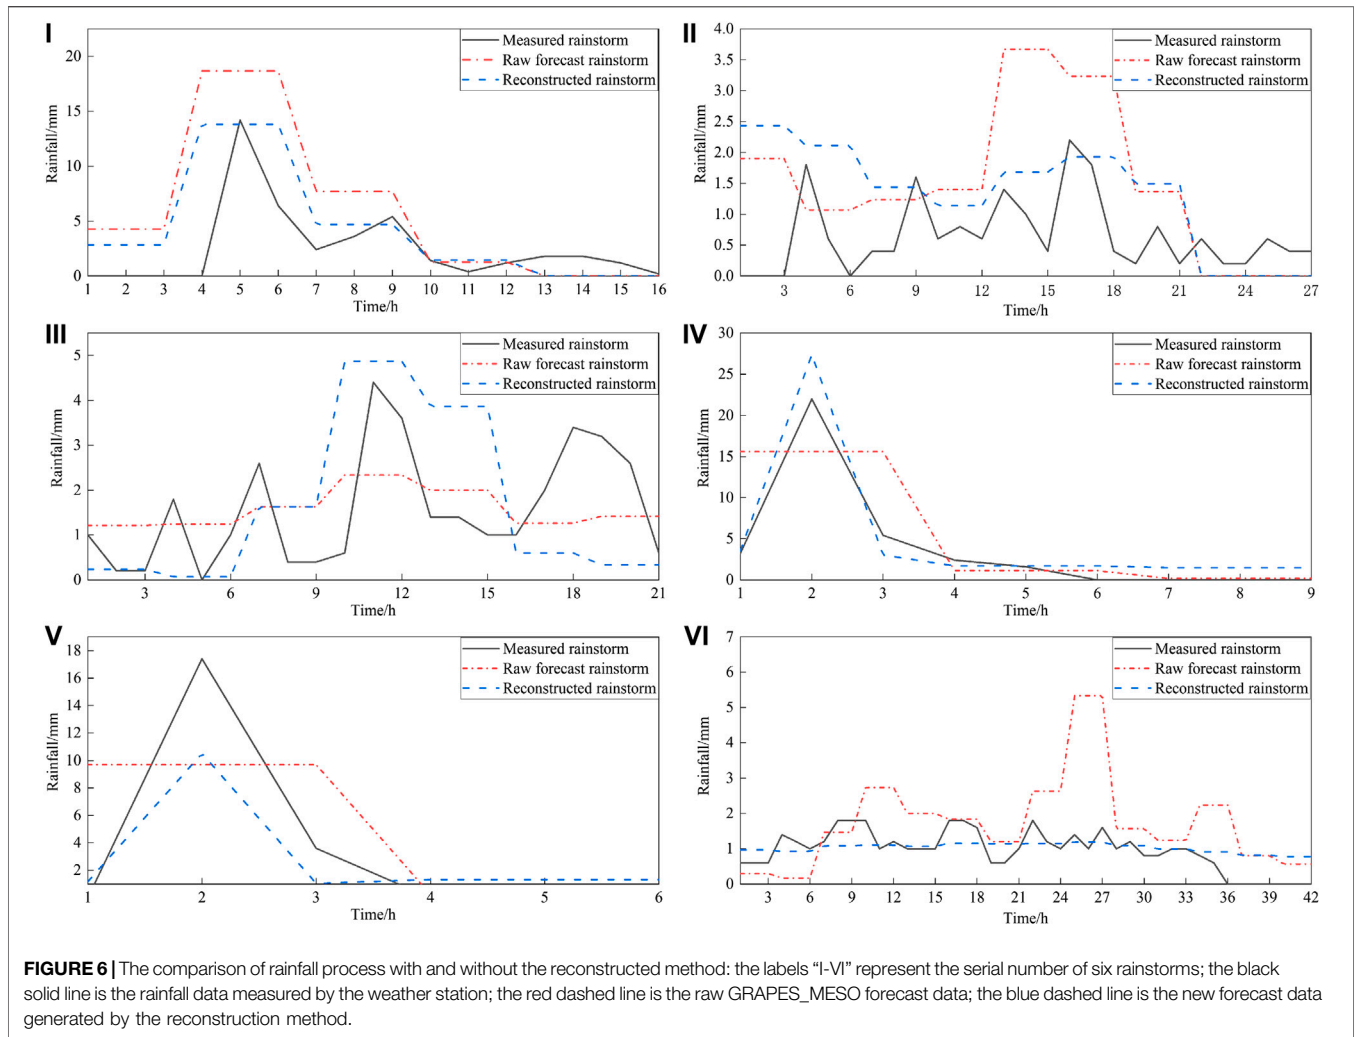 I
Measured rainstorm
Raw forecast rainstorm
Reconstructed rainstorm
Rainfall/mm
20
15
10
5
0
1 2 3 4 5 6 7 8 9 10 11 12 13 14 15 16
Time/h
II
Measured rainstorm
Raw forecast rainstorm
Reconstructed rainstorm
Rainfall/mm
4.0
3.5
3.0
2.5
2.0
1.5
1.0
0.5
0.0
3 6 9 12 15 18 21 24 27
Time/h
III
Measured rainstorm
Raw forecast rainstorm
Reconstructed rainstorm
Rainfall/mm
5
4
3
2
1
0
3 6 9 12 15 18 21
Time/h
IV
Measured rainstorm
Raw forecast rainstorm
Reconstructed rainstorm
Rainfall/mm
30
25
20
15
10
5
0
1 2 3 4 5 6 7 8 9
Time/h
V
Measured rainstorm
Raw forecast rainstorm
Reconstructed rainstorm
Rainfall/mm
18
16
14
12
10
8
6
4
2
1 2 3 4 5 6
Time/h
VI
Measured rainstorm
Raw forecast rainstorm
Reconstructed rainstorm
Rainfall/mm
7
6
5
4
3
2
1
0
3 6 9 12 15 18 21 24 27 30 33 36 39 42
Time/h
FIGURE 6 | The comparison of rainfall process with and without the reconstructed method: the labels “I-VI” represent the serial number of six rainstorms; the black
solid line is the rainfall data measured by the weather station; the red dashed line is the raw GRAPES_MESO forecast data; the blue dashed line is the new forecast data
generated by the reconstruction method.